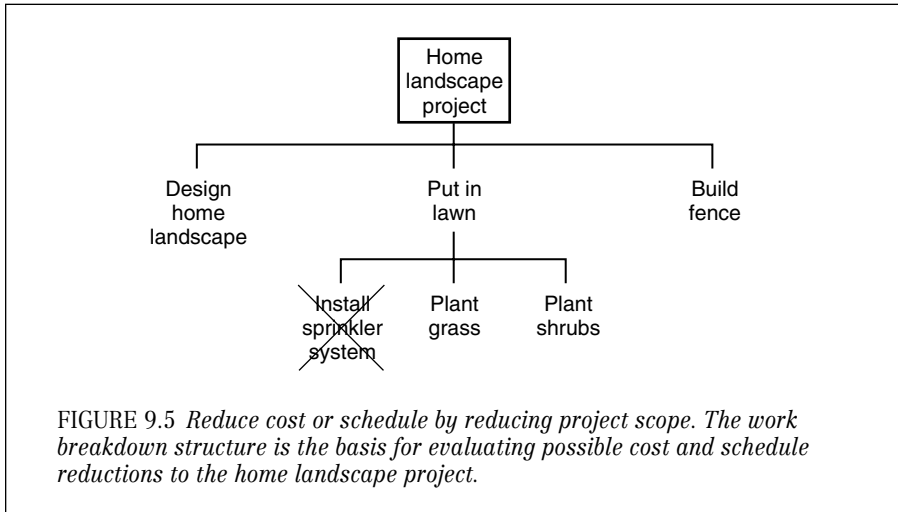 Home
landscape
project
Design
home
landscape
Put in
lawn
Build
fence
Install
sprinkler
system
Plant
grass
Plant
shrubs
FIGURE 9.5 Reduce cost or schedule by reducing project scope. The work
breakdown structure is the basis for evaluating possible cost and schedule
reductions to the home landscape project.